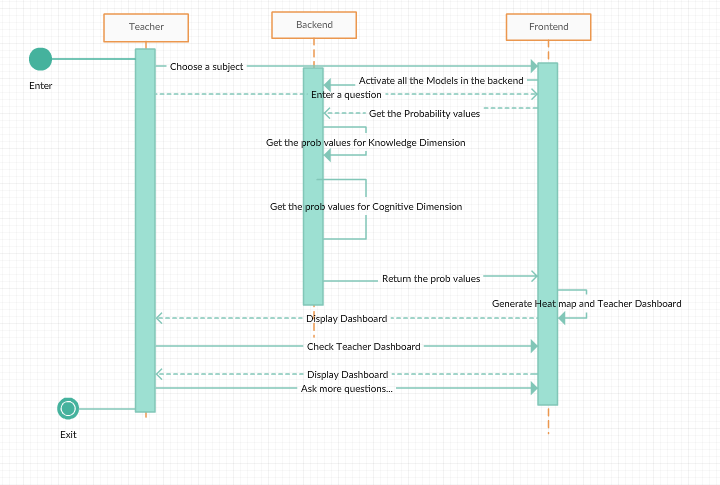 Teacher
Backend
Frontend
Choose a subject
Activate all the Models in the backend
Enter
Enter a question
Get the Probability values
Get the prob values for Knowledge Dimension
Get the prob values for Cognitive Dimension
Return the prob values
Generate Heat map and Teacher Dashboard
Display Dashboard
Check Teacher Dashboard
Display Dashboard
Ask more questions...
Exit